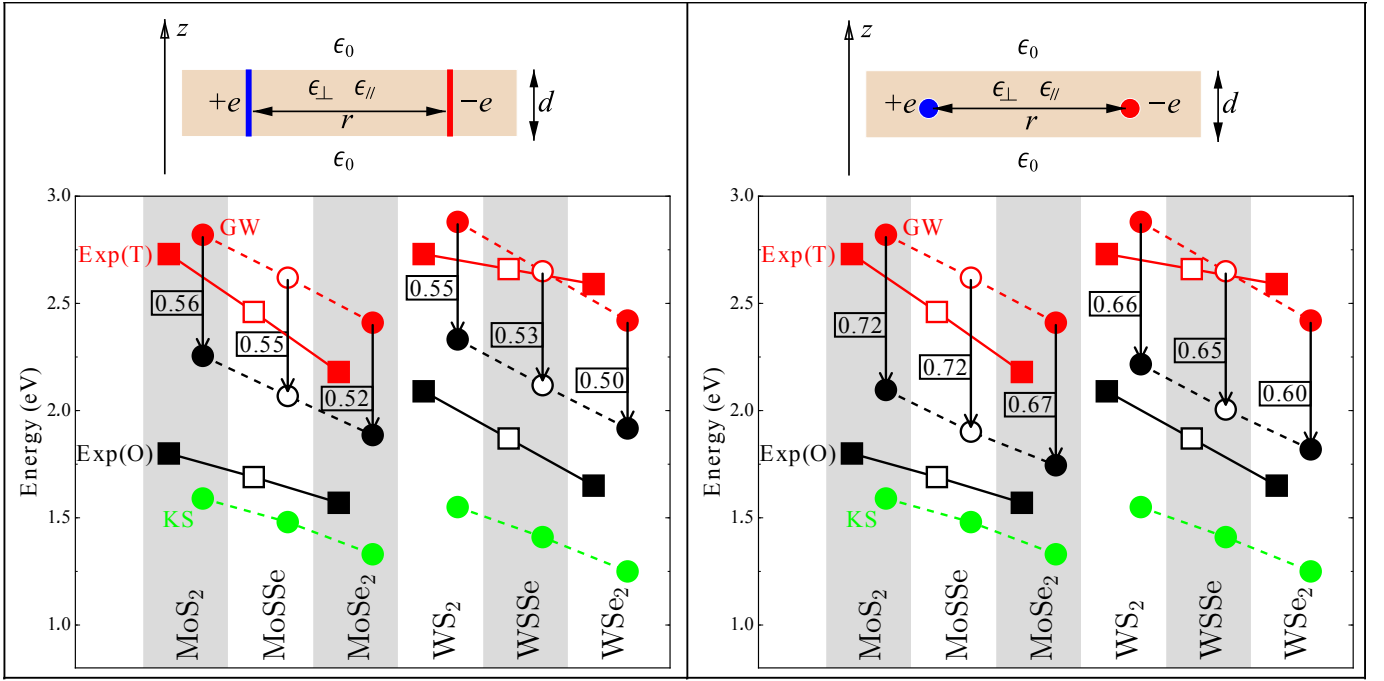 z
ϵ₀
+e
ϵ⊥ ϵ//
r
−e
d
ϵ₀
3.0
2.5
2.0
1.5
1.0
Energy (eV)
GW
Exp(T)
0.56
0.55
0.52
0.55
0.53
0.50
Exp(O)
KS
MoS₂
MoSSe
MoSe₂
WS₂
WSSe
WSe₂
z
ϵ₀
+e
ϵ⊥ ϵ//
r
−e
d
ϵ₀
3.0
2.5
2.0
1.5
1.0
Energy (eV)
GW
Exp(T)
0.72
0.72
0.67
0.66
0.65
0.60
Exp(O)
KS
MoS₂
MoSSe
MoSe₂
WS₂
WSSe
WSe₂